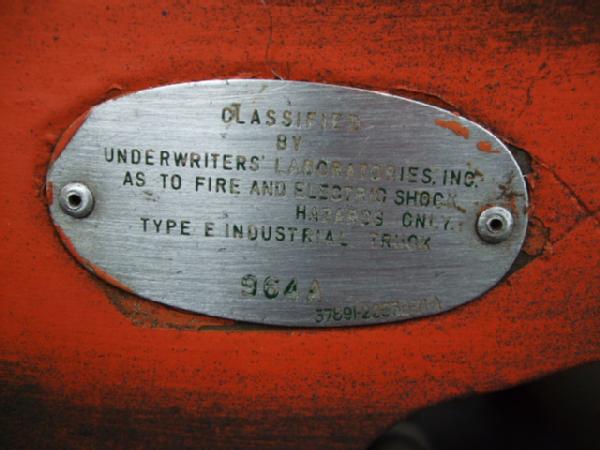 CLASSIFIED
BY
UNDERWRITERS' LABORATORIES, INC.
AS TO FIRE AND ELECTRIC SHOCK
HAZARDS ONLY.
TYPE E INDUSTRIAL TRUCK
964A